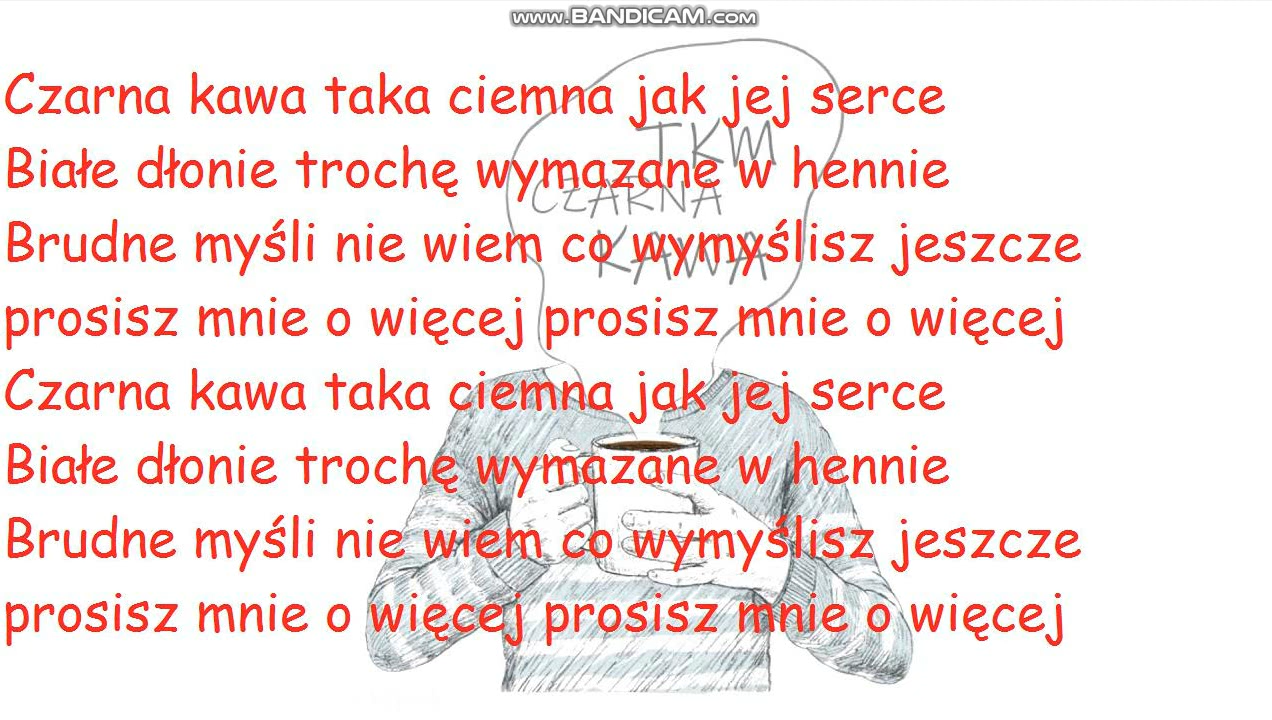 www.BANDICAM.com
Czarna kawa taka ciemna jak jej serce
TKM
Białe dłonie trochę wymazane w hennie
CZARNA
Brudne myśli nie wiem co wymyślisz jeszcze
KAWA
prosisz mnie o więcej prosisz mnie o więcej
Czarna kawa taka ciemna jak jej serce
Białe dłonie trochę wymazane w hennie
Brudne myśli nie wiem co wymyślisz jeszcze
prosisz mnie o więcej prosisz mnie o więcej